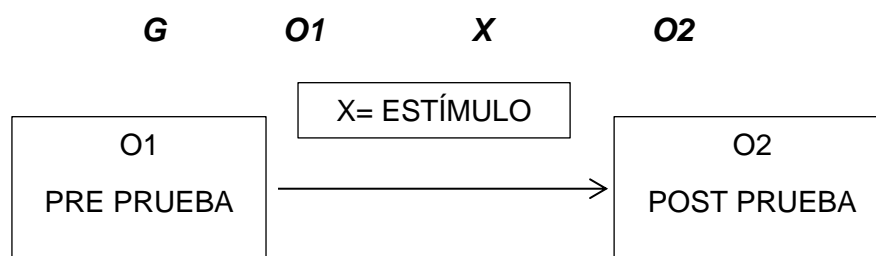 G O1 X O2
X= ESTÍMULO
O1
PRE PRUEBA
O2
POST PRUEBA